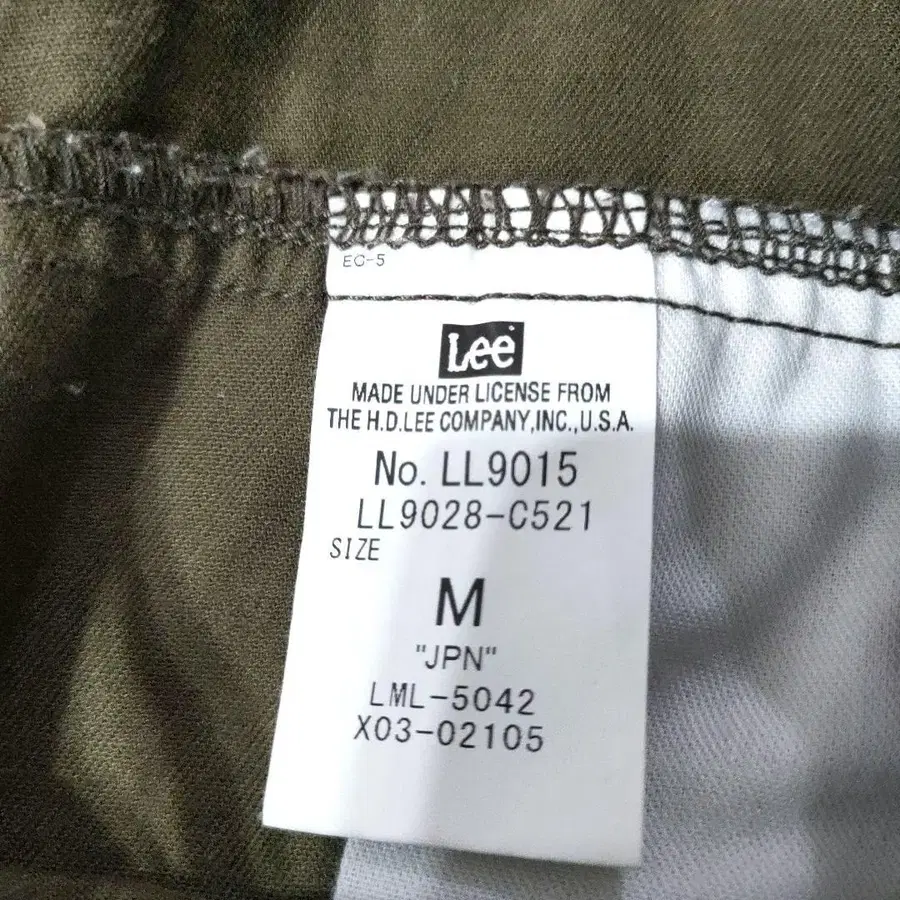 EC-5
Lee
MADE UNDER LICENSE FROM
THE H.D.LEE COMPANY,INC.,U.S.A.
No. LL9015
LL9028-C521
SIZE
M
"JPN"
LML-5042
X03-02105